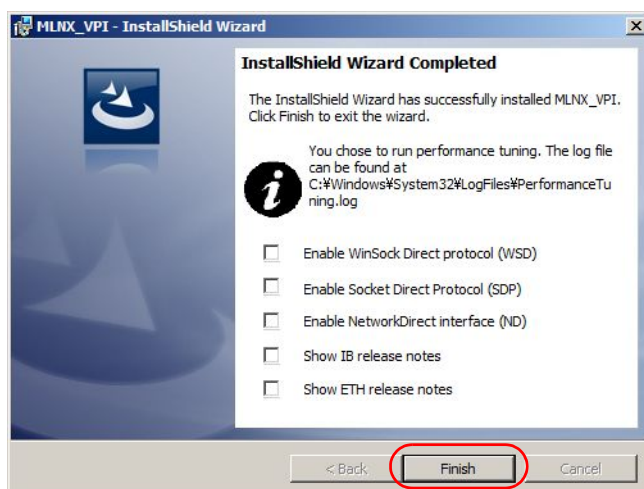 MLNX_VPI - InstallShield Wizard
InstallShield Wizard Completed
The InstallShield Wizard has successfully installed MLNX_VPI.
Click Finish to exit the wizard.
You chose to run performance tuning. The log file
can be found at
C:¥Windows¥System32¥LogFiles¥PerformanceTu
ning.log
Enable WinSock Direct protocol (WSD)
Enable Socket Direct Protocol (SDP)
Enable NetworkDirect interface (ND)
Show IB release notes
Show ETH release notes
< Back Finish Cancel